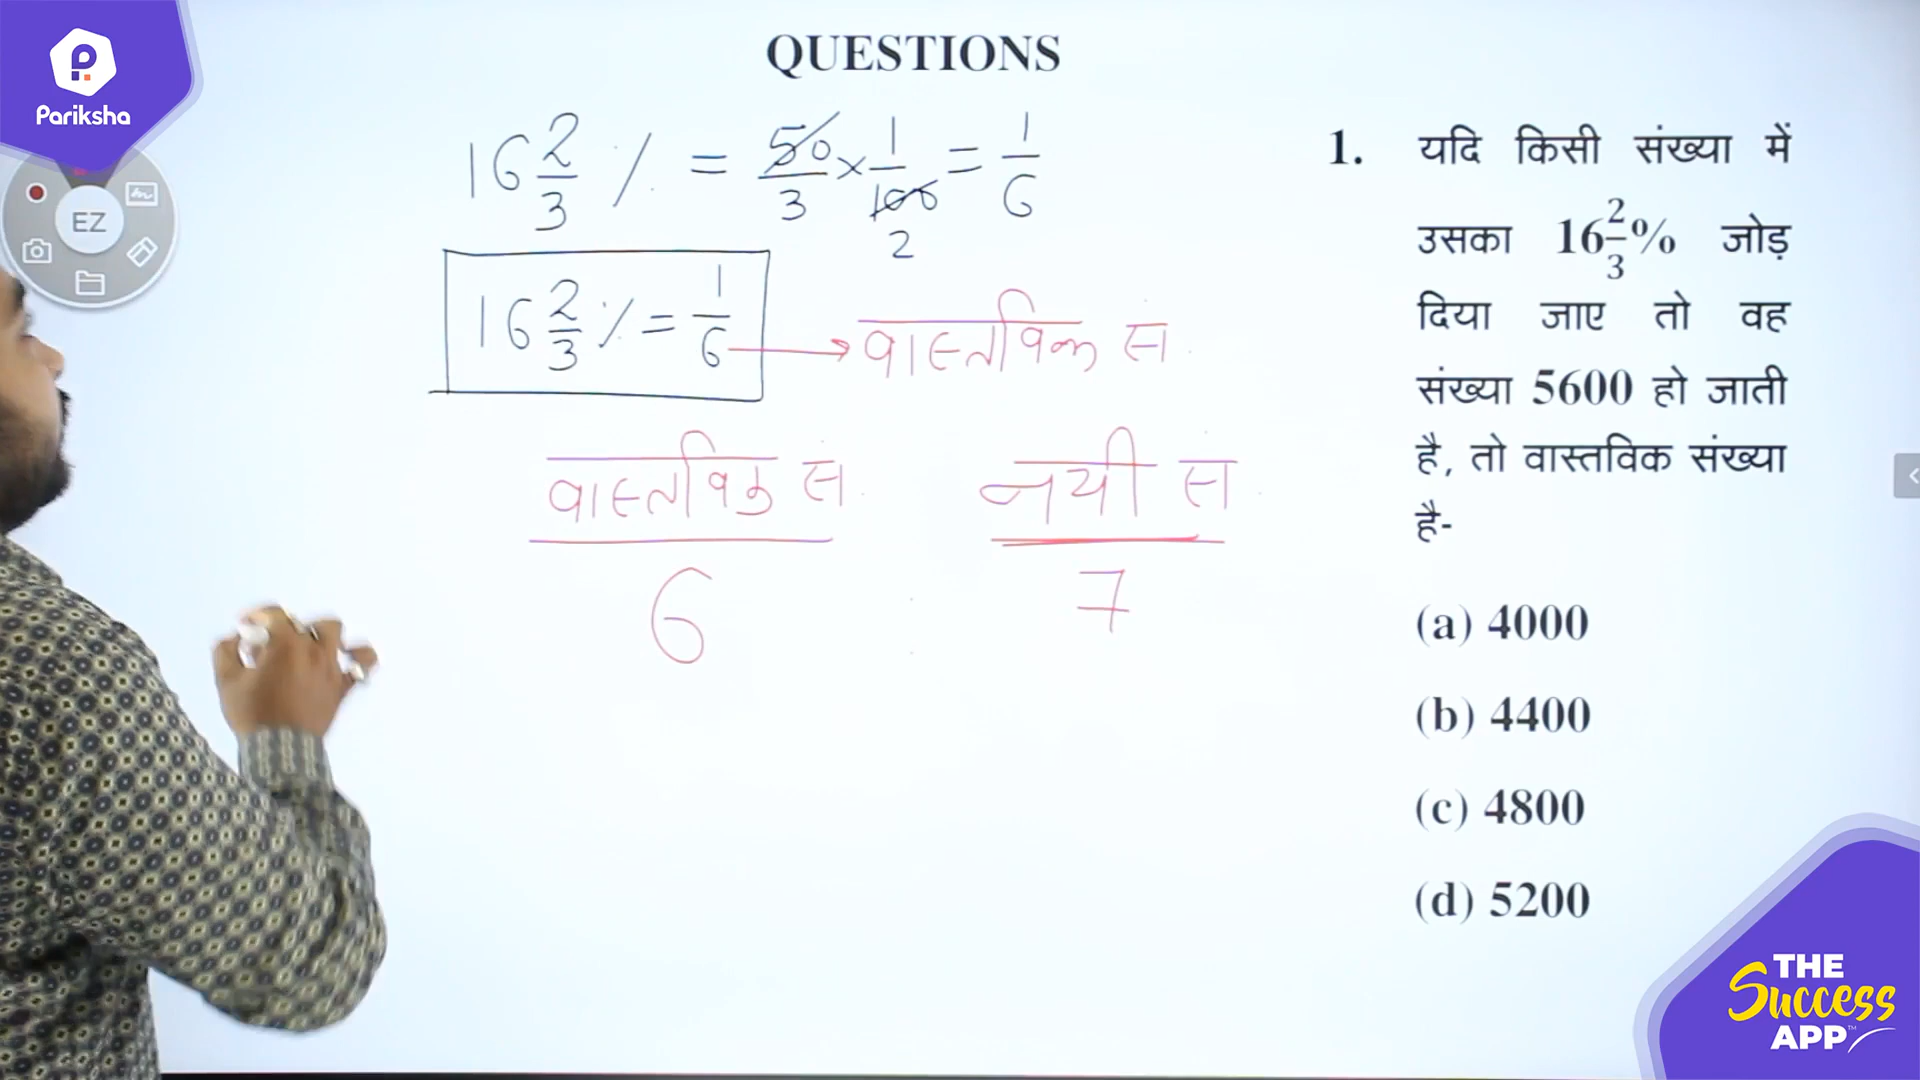 Pariksha
EZ
QUESTIONS
16 2/3 % = 50/3 × 1/100 = 1/6
2
16 2/3 % = 1/6 → वास्तविक सं.
वास्तविक सं. नयी सं.
6 : 7
1. यदि किसी संख्या में
उसका 16 2/3% जोड़
दिया जाए तो वह
संख्या 5600 हो जाती
है, तो वास्तविक संख्या
है-
(a) 4000
(b) 4400
(c) 4800
(d) 5200
THE
Success
APP™